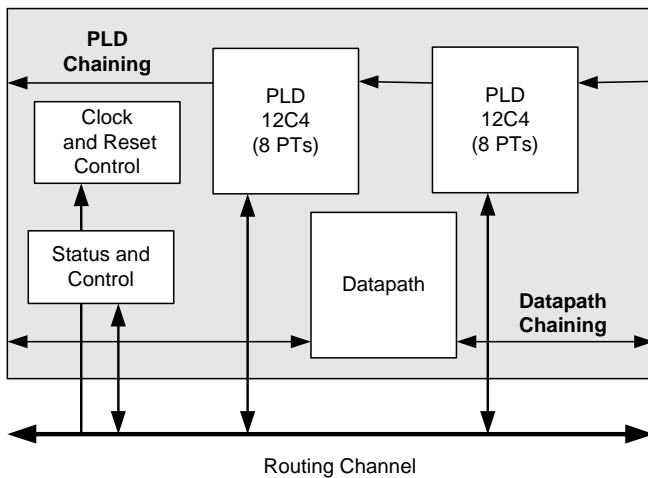 PLD
Chaining
PLD
12C4
(8 PTs)
PLD
12C4
(8 PTs)
Clock
and Reset
Control
Status and
Control
Datapath
Datapath
Chaining
Routing Channel